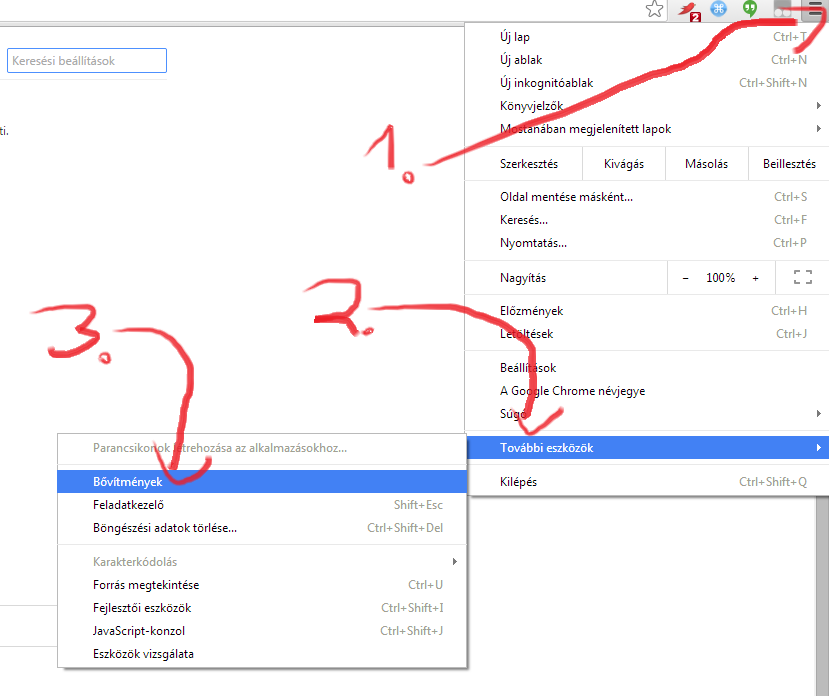 2
Keresési beállítások
ti.
1.
2.
3.
Új lap Ctrl+T
Új ablak Ctrl+N
Új inkognitóablak Ctrl+Shift+N
Könyvjelzők
Mostanában megjelenített lapok
Szerkesztés Kivágás Másolás Beillesztés
Oldal mentése másként... Ctrl+S
Keresés... Ctrl+F
Nyomtatás... Ctrl+P
Nagyítás - 100% +
Előzmények Ctrl+H
Letöltések Ctrl+J
Beállítások
A Google Chrome névjegye
Súgó
További eszközök
Kilépés Ctrl+Shift+Q
Parancsikonok létrehozása az alkalmazásokhoz...
Bővítmények
Feladatkezelő Shift+Esc
Böngészési adatok törlése... Ctrl+Shift+Del
Karakterkódolás
Forrás megtekintése Ctrl+U
Fejlesztői eszközök Ctrl+Shift+I
JavaScript-konzol Ctrl+Shift+J
Eszközök vizsgálata